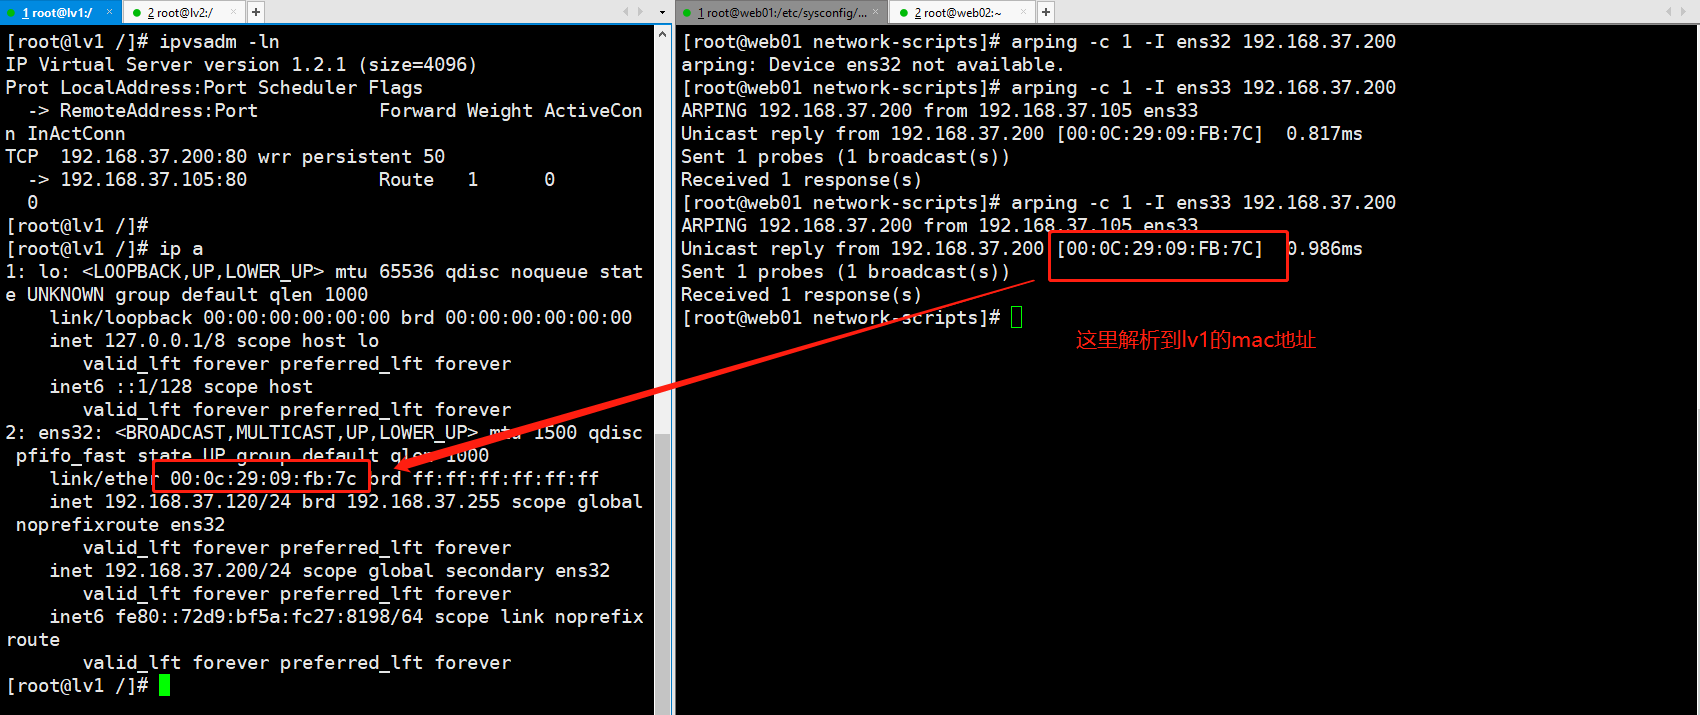 1 root@lv1:/ × 2 root@lv2:/ × +
[root@lv1 /]# ipvsadm -ln
IP Virtual Server version 1.2.1 (size=4096)
Prot LocalAddress:Port Scheduler Flags
  -> RemoteAddress:Port           Forward Weight ActiveCon
n InActConn
TCP  192.168.37.200:80 wrr persistent 50
  -> 192.168.37.105:80            Route   1      0
  0
[root@lv1 /]#
[root@lv1 /]# ip a
1: lo: <LOOPBACK,UP,LOWER_UP> mtu 65536 qdisc noqueue stat
e UNKNOWN group default qlen 1000
    link/loopback 00:00:00:00:00:00 brd 00:00:00:00:00:00
    inet 127.0.0.1/8 scope host lo
       valid_lft forever preferred_lft forever
    inet6 ::1/128 scope host
       valid_lft forever preferred_lft forever
2: ens32: <BROADCAST,MULTICAST,UP,LOWER_UP> mtu 1500 qdisc
 pfifo_fast state UP group default qlen 1000
    link/ether 00:0c:29:09:fb:7c brd ff:ff:ff:ff:ff:ff
    inet 192.168.37.120/24 brd 192.168.37.255 scope global
 noprefixroute ens32
       valid_lft forever preferred_lft forever
    inet 192.168.37.200/24 scope global secondary ens32
       valid_lft forever preferred_lft forever
    inet6 fe80::72d9:bf5a:fc27:8198/64 scope link noprefix
route
       valid_lft forever preferred_lft forever
[root@lv1 /]#
1 root@web01:/etc/sysconfig/... × 2 root@web02:~ × +
[root@web01 network-scripts]# arping -c 1 -I ens32 192.168.37.200
arping: Device ens32 not available.
[root@web01 network-scripts]# arping -c 1 -I ens33 192.168.37.200
ARPING 192.168.37.200 from 192.168.37.105 ens33
Unicast reply from 192.168.37.200 [00:0C:29:09:FB:7C]  0.817ms
Sent 1 probes (1 broadcast(s))
Received 1 response(s)
[root@web01 network-scripts]# arping -c 1 -I ens33 192.168.37.200
ARPING 192.168.37.200 from 192.168.37.105 ens33
Unicast reply from 192.168.37.200 [00:0C:29:09:FB:7C]  0.986ms
Sent 1 probes (1 broadcast(s))
Received 1 response(s)
[root@web01 network-scripts]#
这里解析到lv1的mac地址